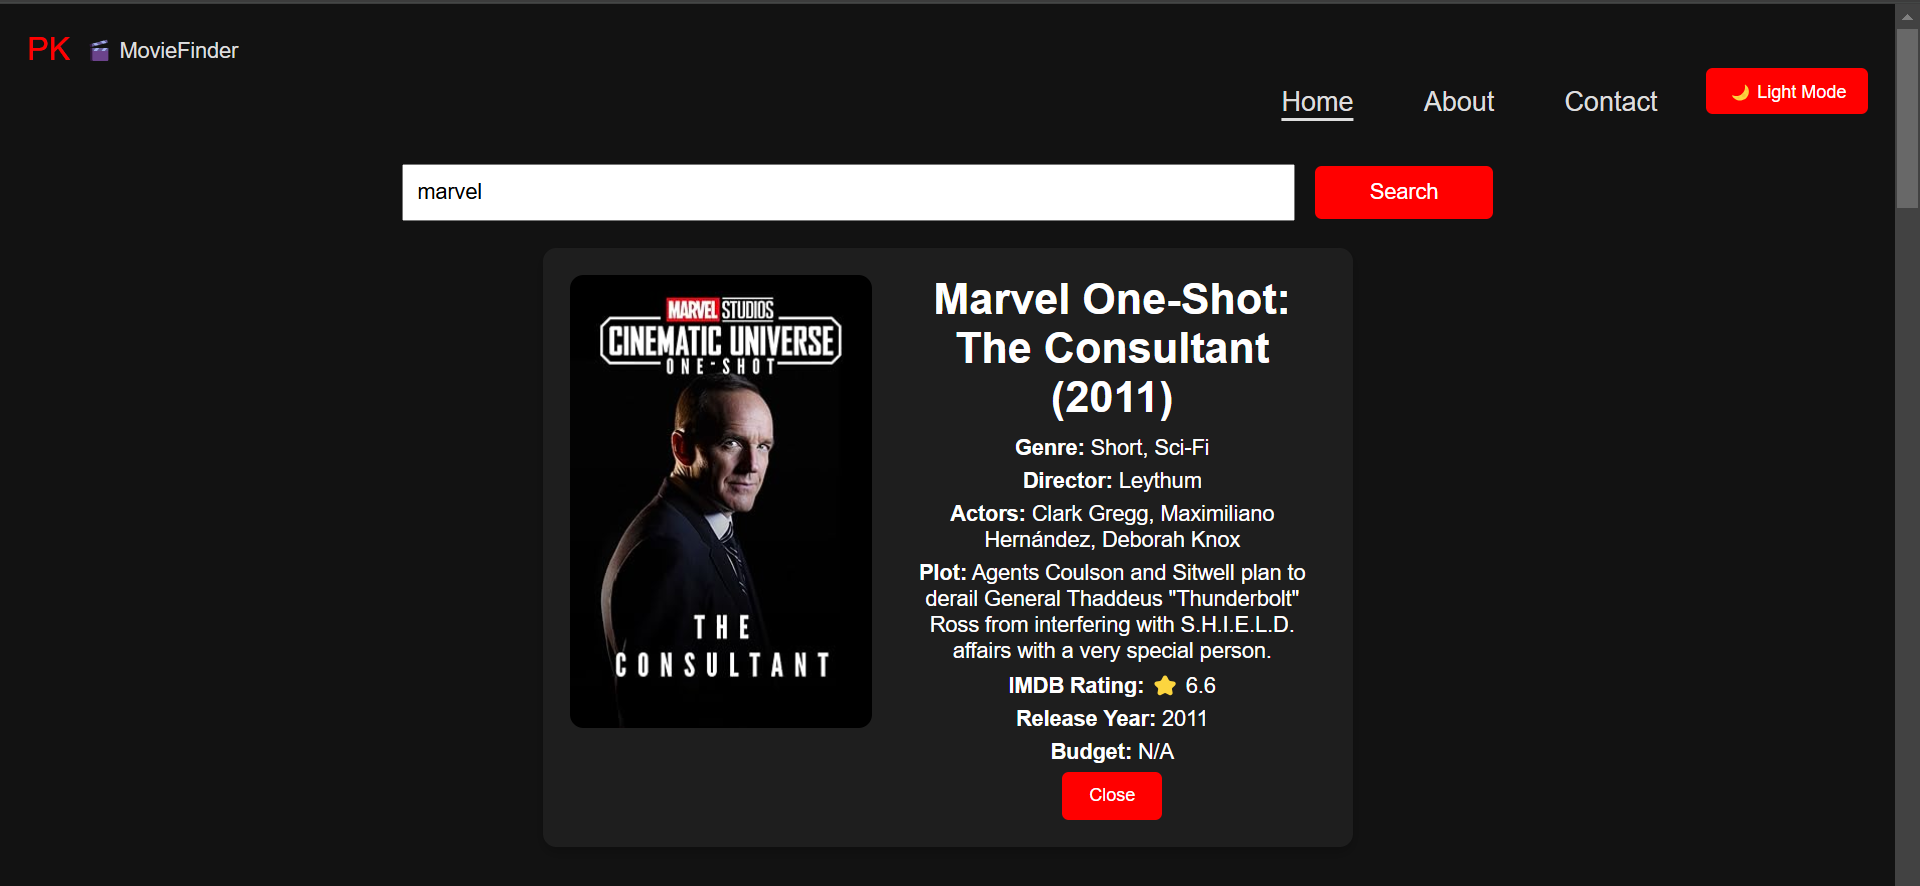 PK 🎬 MovieFinder
Home About Contact 🌙 Light Mode
marvel Search
MARVEL STUDIOS
CINEMATIC UNIVERSE
ONE-SHOT
THE
CONSULTANT
Marvel One-Shot:
The Consultant
(2011)
Genre: Short, Sci-Fi
Director: Leythum
Actors: Clark Gregg, Maximiliano
Hernández, Deborah Knox
Plot: Agents Coulson and Sitwell plan to
derail General Thaddeus "Thunderbolt"
Ross from interfering with S.H.I.E.L.D.
affairs with a very special person.
IMDB Rating: ⭐ 6.6
Release Year: 2011
Budget: N/A
Close